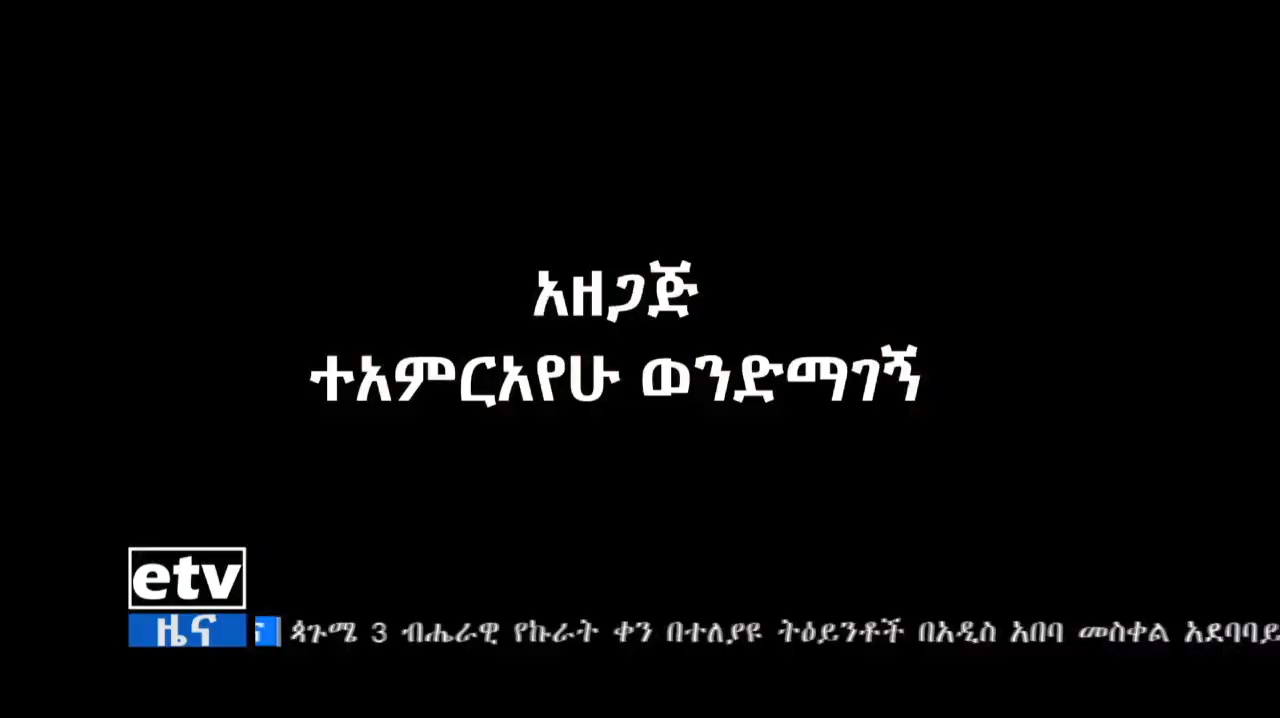 አዘጋጅ
ተአምርአየሁ ወንድማገኝ
etv
ዜና
ጳጉሜ 3 ብሔራዊ የኩራት ቀን በተለያዩ ትዕይንቶች በአዲስ አበባ መስቀል አደባባይ